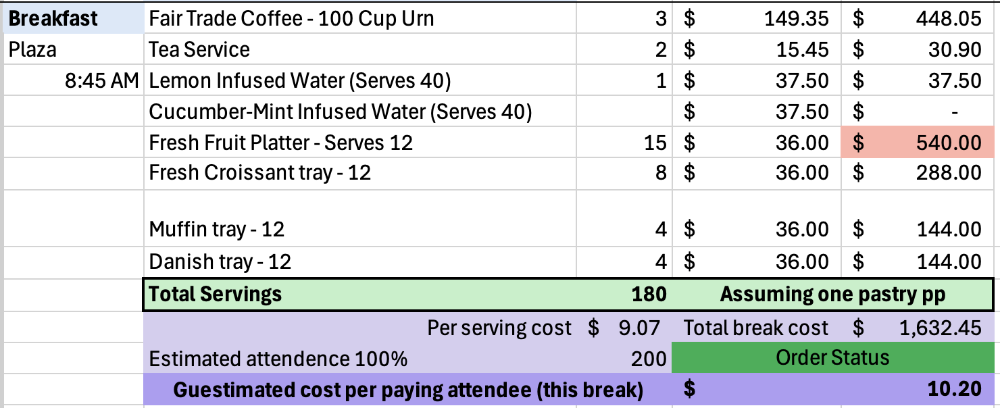 Breakfast Fair Trade Coffee - 100 Cup Urn 3 $ 149.35 $ 448.05
Plaza Tea Service 2 $ 15.45 $ 30.90
8:45 AM Lemon Infused Water (Serves 40) 1 $ 37.50 $ 37.50
Cucumber-Mint Infused Water (Serves 40) $ 37.50 $ -
Fresh Fruit Platter - Serves 12 15 $ 36.00 $ 540.00
Fresh Croissant tray - 12 8 $ 36.00 $ 288.00
Muffin tray - 12 4 $ 36.00 $ 144.00
Danish tray - 12 4 $ 36.00 $ 144.00
Total Servings 180 Assuming one pastry pp
Per serving cost $ 9.07 Total break cost $ 1,632.45
Estimated attendence 100% 200 Order Status
Guestimated cost per paying attendee (this break) $ 10.20